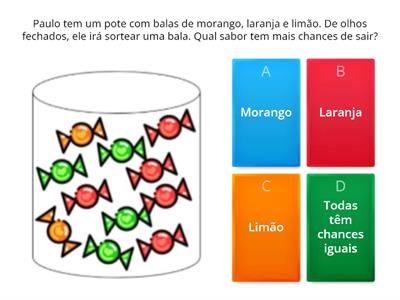 Paulo tem um pote com balas de morango, laranja e limão. De olhos
fechados, ele irá sortear uma bala. Qual sabor tem mais chances de sair?
A
Morango
B
Laranja
C
Limão
D
Todas
têm
chances
iguais